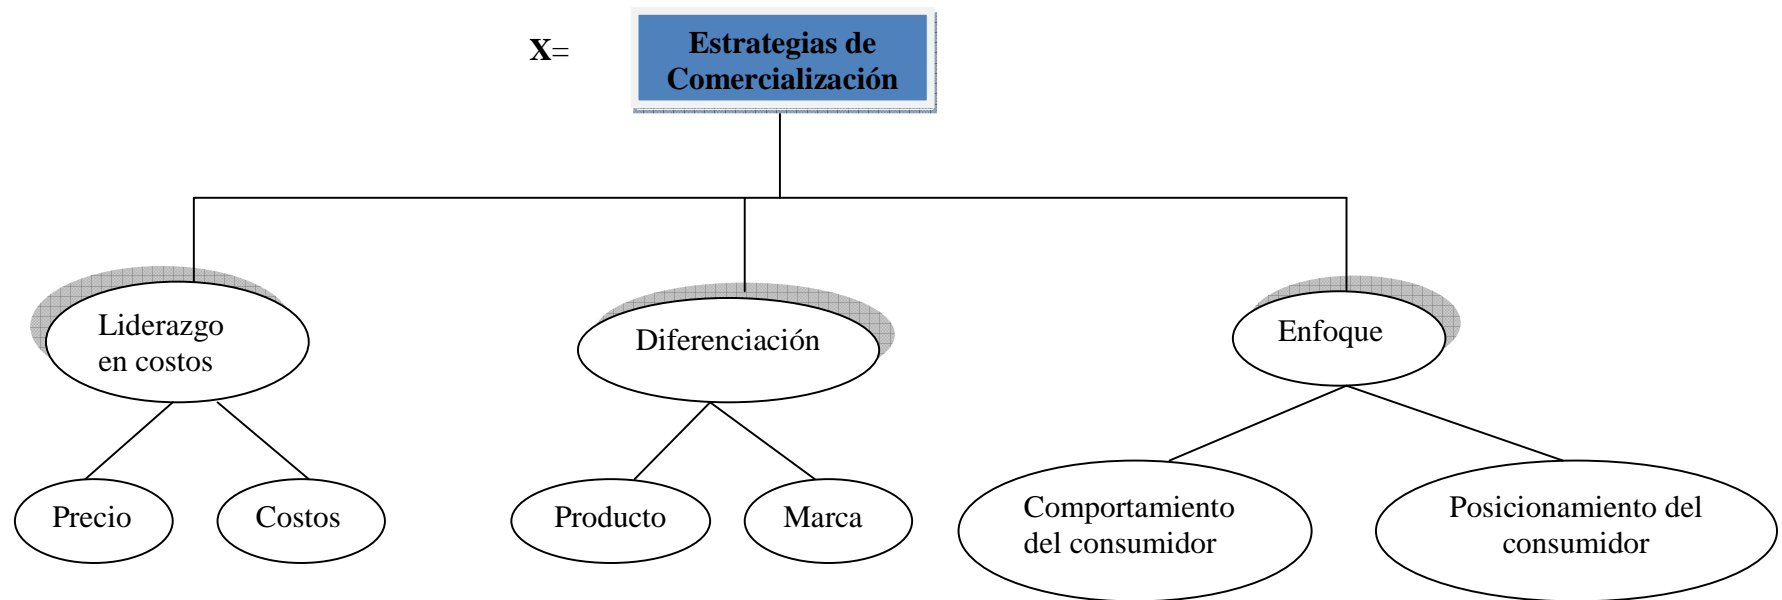 X=
Estrategias de
Comercialización
Liderazgo
en costos
Diferenciación
Enfoque
Precio
Costos
Producto
Marca
Comportamiento
del consumidor
Posicionamiento del
consumidor